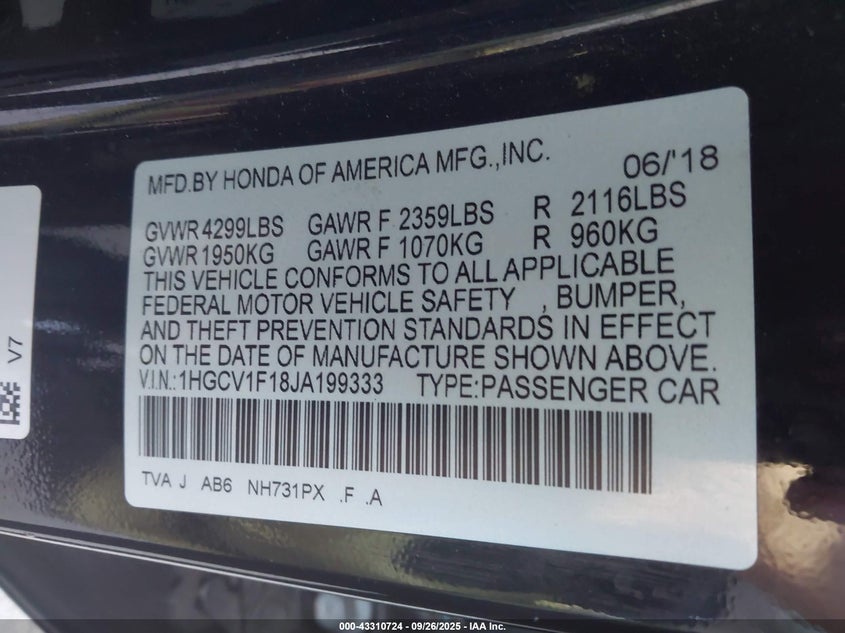 MFD.BY HONDA OF AMERICA MFG.,INC. 06/'18
GVWR 4299LBS GAWR F 2359LBS R 2116LBS
GVWR 1950KG GAWR F 1070KG R 960KG
THIS VEHICLE CONFORMS TO ALL APPLICABLE
FEDERAL MOTOR VEHICLE SAFETY , BUMPER,
AND THEFT PREVENTION STANDARDS IN EFFECT
ON THE DATE OF MANUFACTURE SHOWN ABOVE.
V.I.N.:1HGCV1F18JA199333 TYPE:PASSENGER CAR
TVA J AB6 NH731PX .F .A
V7
000-43310724 - 09/26/2025 - IAA Inc.